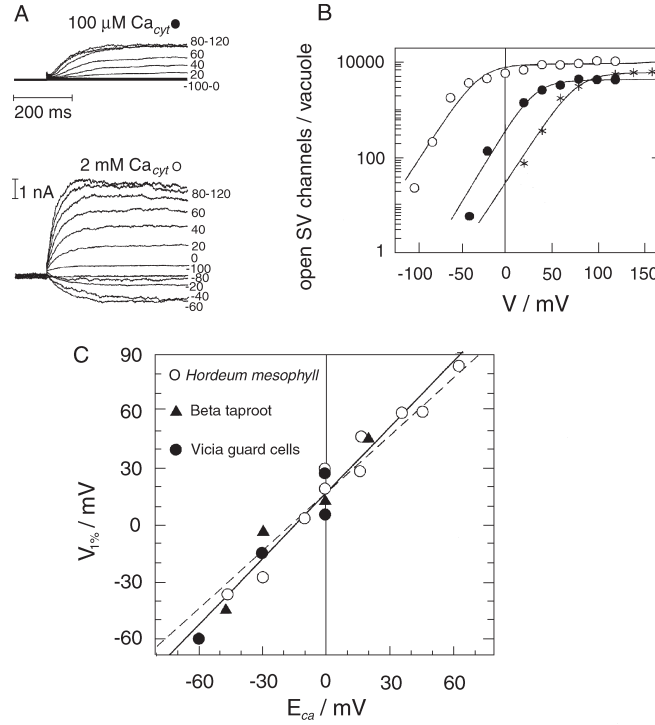 A
100 μM Ca_cyt ●
80-120
60
40
20
-100-0
200 ms
2 mM Ca_cyt ○
1 nA
80-120
60
40
20
0
-100
-80
-20
-40
-60
B
open SV channels / vacuole
10000
100
1
-100 -50 0 50 100 150
V / mV
C
V1% / mV
90
60
30
0
-30
-60
○ Hordeum mesophyll
▲ Beta taproot
● Vicia guard cells
-60 -30 0 30 60
E_ca / mV